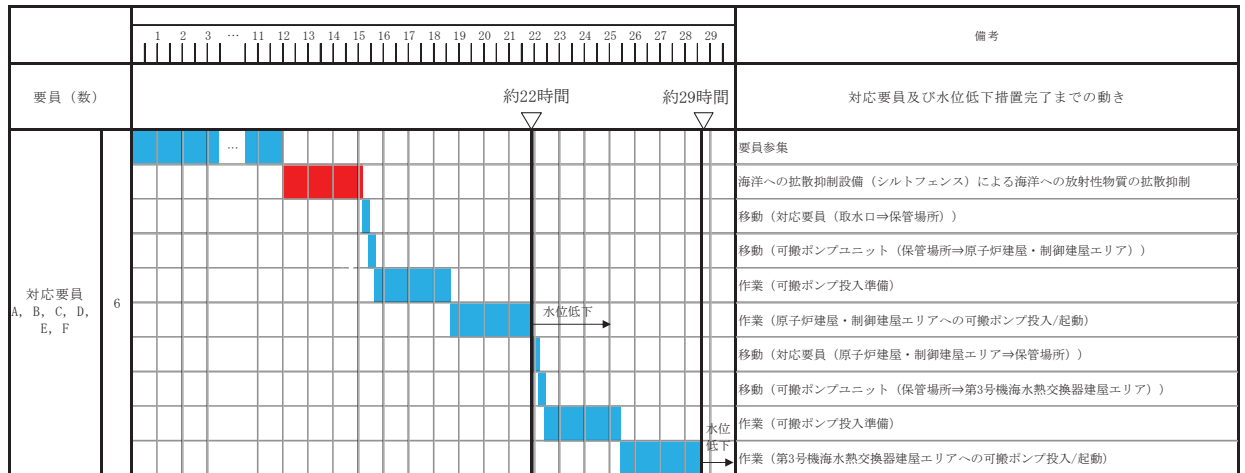 1 2 3 … 11 12 13 14 15 16 17 18 19 20 21 22 23 24 25 26 27 28 29
備考
要員（数）
約22時間
約29時間
対応要員及び水位低下措置完了までの動き
対応要員
A, B, C, D,
E, F
6
…
要員参集
海洋への拡散抑制設備（シルトフェンス）による海洋への放射性物質の拡散抑制
移動（対応要員（取水口⇒保管場所））
移動（可搬ポンプユニット（保管場所⇒原子炉建屋・制御建屋エリア））
作業（可搬ポンプ投入準備）
水位低下
作業（原子炉建屋・制御建屋エリアへの可搬ポンプ投入/起動）
移動（対応要員（原子炉建屋・制御建屋エリア⇒保管場所））
移動（可搬ポンプユニット（保管場所⇒第3号機海水熱交換器建屋エリア））
作業（可搬ポンプ投入準備）
水位
低下
作業（第3号機海水熱交換器建屋エリアへの可搬ポンプ投入/起動）